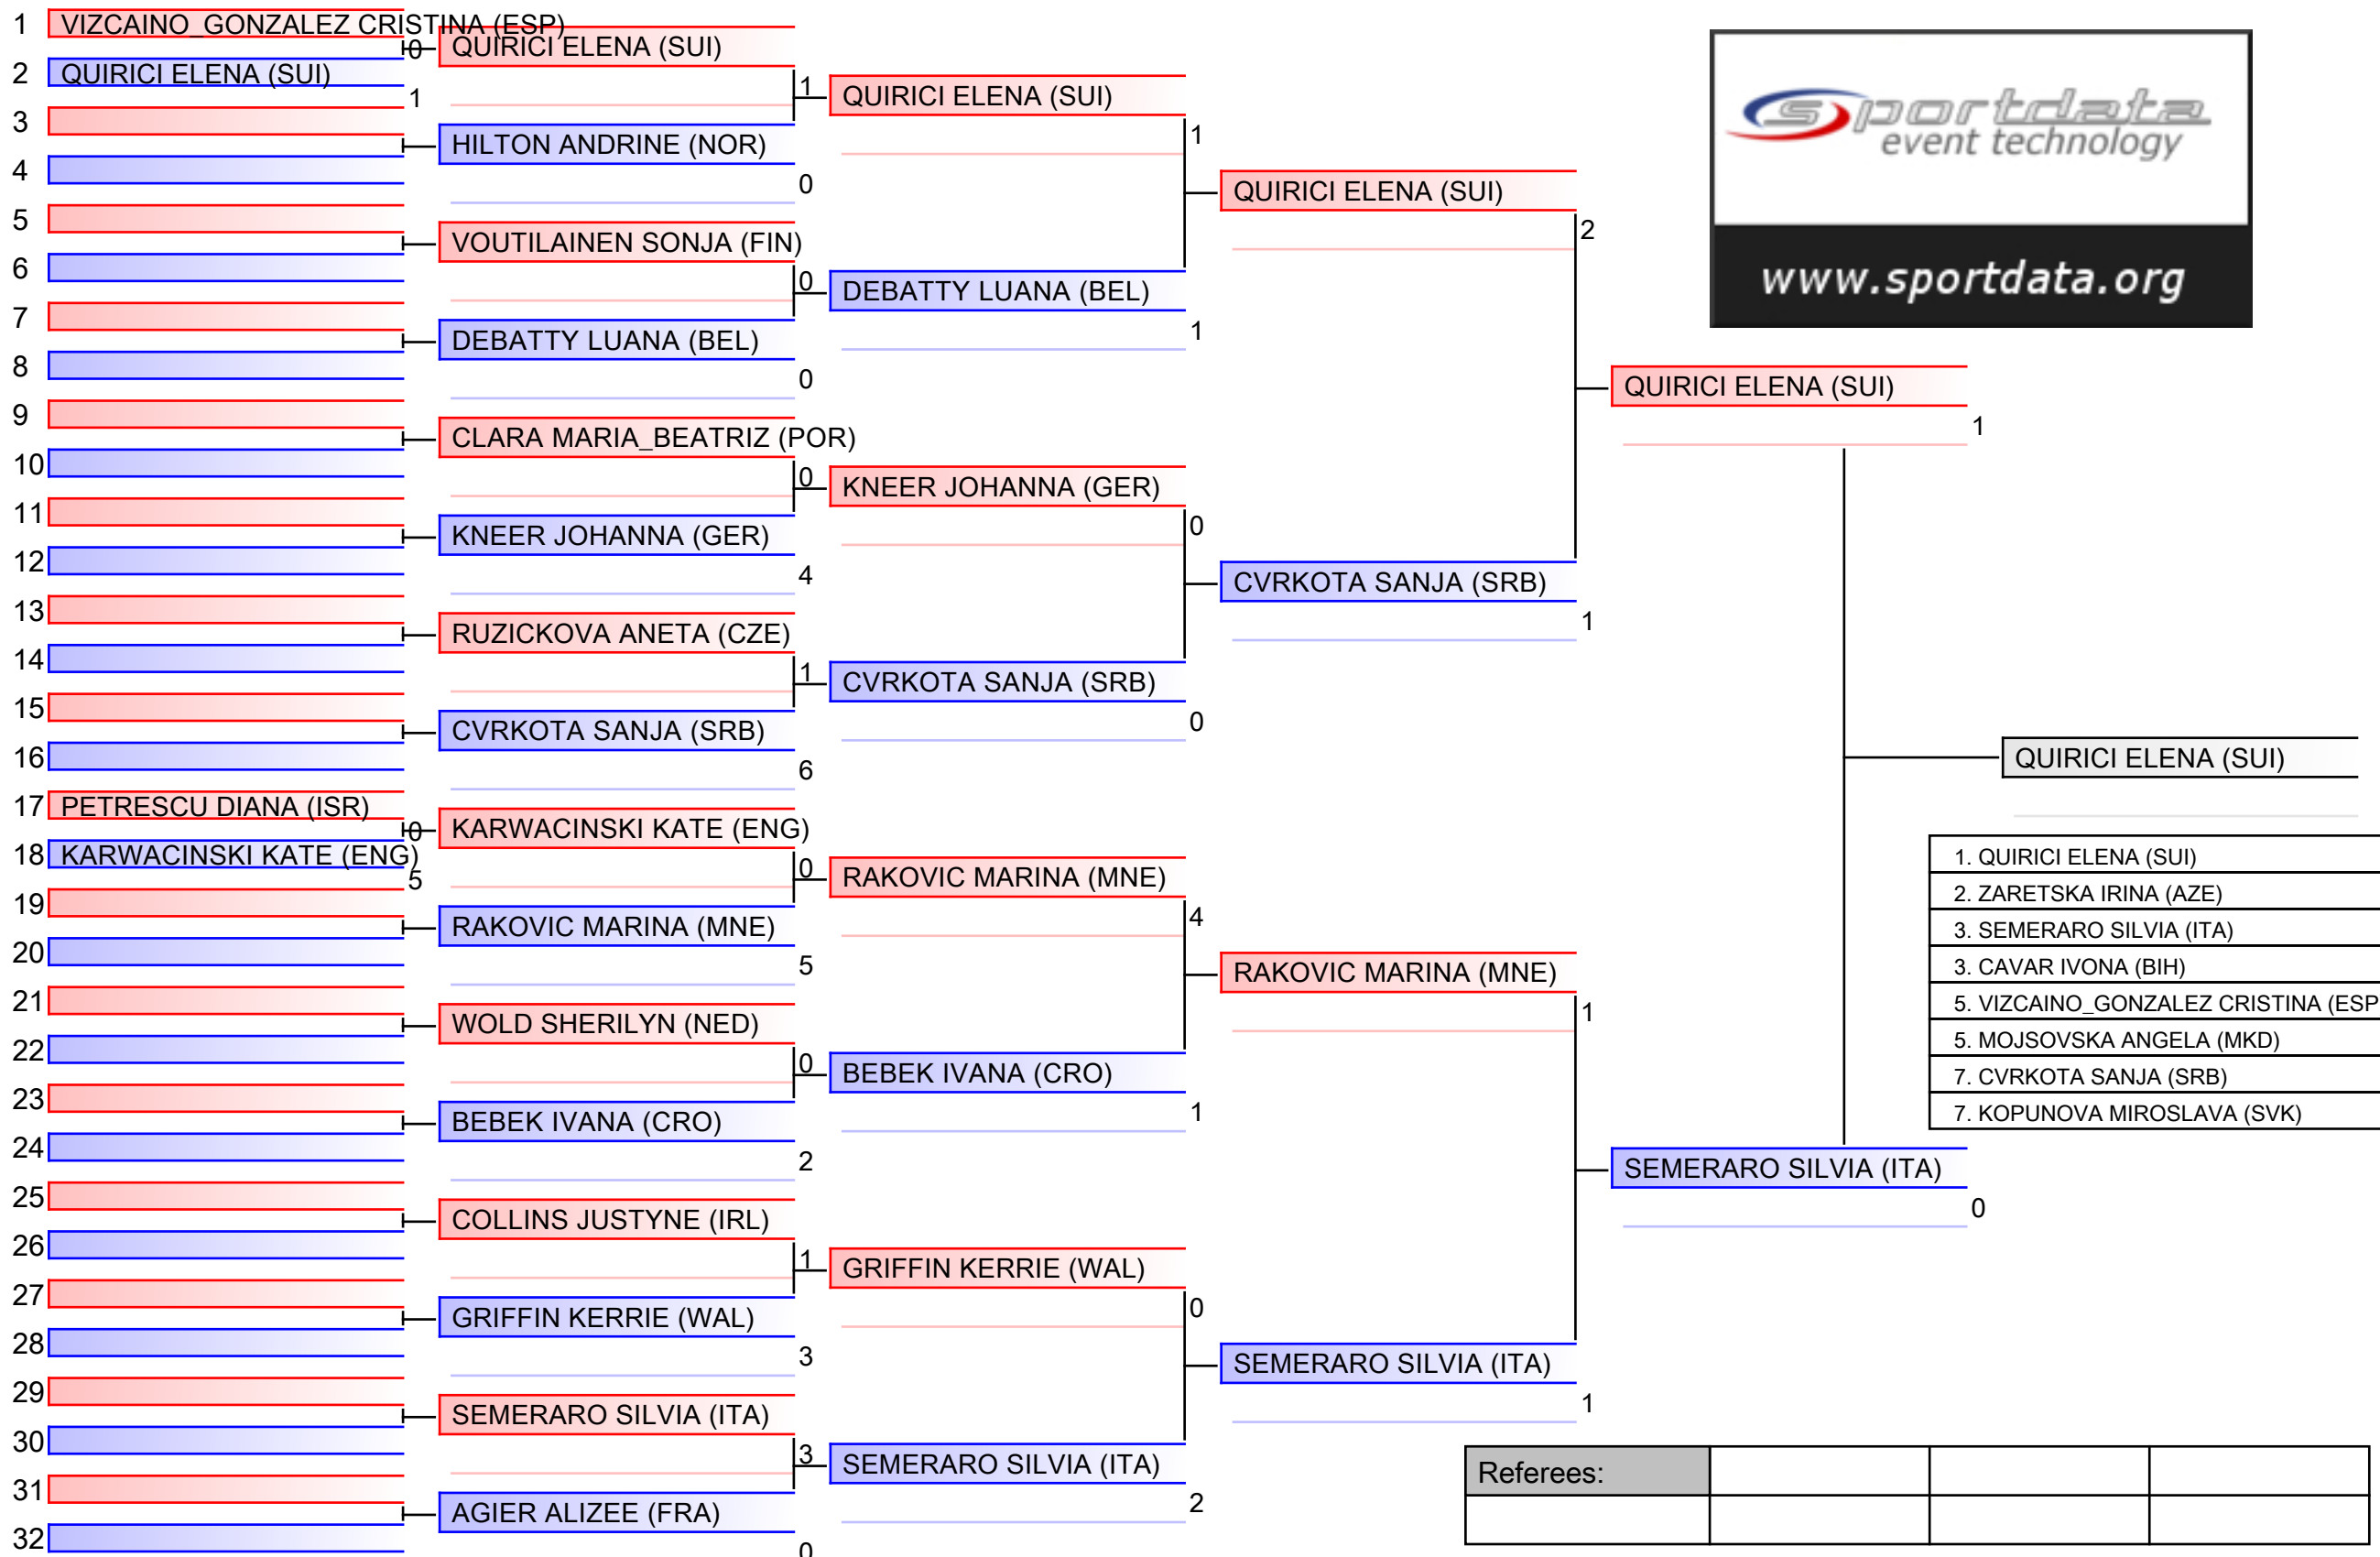 1 VIZCAINO_GONZALEZ CRISTINA (ESP)
0 QUIRICI ELENA (SUI)
2 QUIRICI ELENA (SUI)
1
1 QUIRICI ELENA (SUI)
3
HILTON ANDRINE (NOR)
1
4
0
QUIRICI ELENA (SUI)
5
2
VOUTILAINEN SONJA (FIN)
6
0 DEBATTY LUANA (BEL)
7
1
DEBATTY LUANA (BEL)
8
0
QUIRICI ELENA (SUI)
9
1
CLARA MARIA_BEATRIZ (POR)
10
0 KNEER JOHANNA (GER)
11
0
KNEER JOHANNA (GER)
12
4
CVRKOTA SANJA (SRB)
13
1
RUZICKOVA ANETA (CZE)
14
1 CVRKOTA SANJA (SRB)
15
0
CVRKOTA SANJA (SRB)
16
6
QUIRICI ELENA (SUI)
17 PETRESCU DIANA (ISR)
0 KARWACINSKI KATE (ENG)
18 KARWACINSKI KATE (ENG)
5
0 RAKOVIC MARINA (MNE)
19
4
RAKOVIC MARINA (MNE)
20
5
RAKOVIC MARINA (MNE)
21
1
WOLD SHERILYN (NED)
22
0 BEBEK IVANA (CRO)
23
1
BEBEK IVANA (CRO)
24
2
SEMERARO SILVIA (ITA)
25
0
COLLINS JUSTYNE (IRL)
26
1 GRIFFIN KERRIE (WAL)
27
0
GRIFFIN KERRIE (WAL)
28
3
SEMERARO SILVIA (ITA)
29
1
SEMERARO SILVIA (ITA)
30
3 SEMERARO SILVIA (ITA)
31
2
AGIER ALIZEE (FRA)
32
0
sportdata
event technology
www.sportdata.org
1. QUIRICI ELENA (SUI)
2. ZARETSKA IRINA (AZE)
3. SEMERARO SILVIA (ITA)
3. CAVAR IVONA (BIH)
5. VIZCAINO_GONZALEZ CRISTINA (ESP
5. MOJSOVSKA ANGELA (MKD)
7. CVRKOTA SANJA (SRB)
7. KOPUNOVA MIROSLAVA (SVK)
Referees: